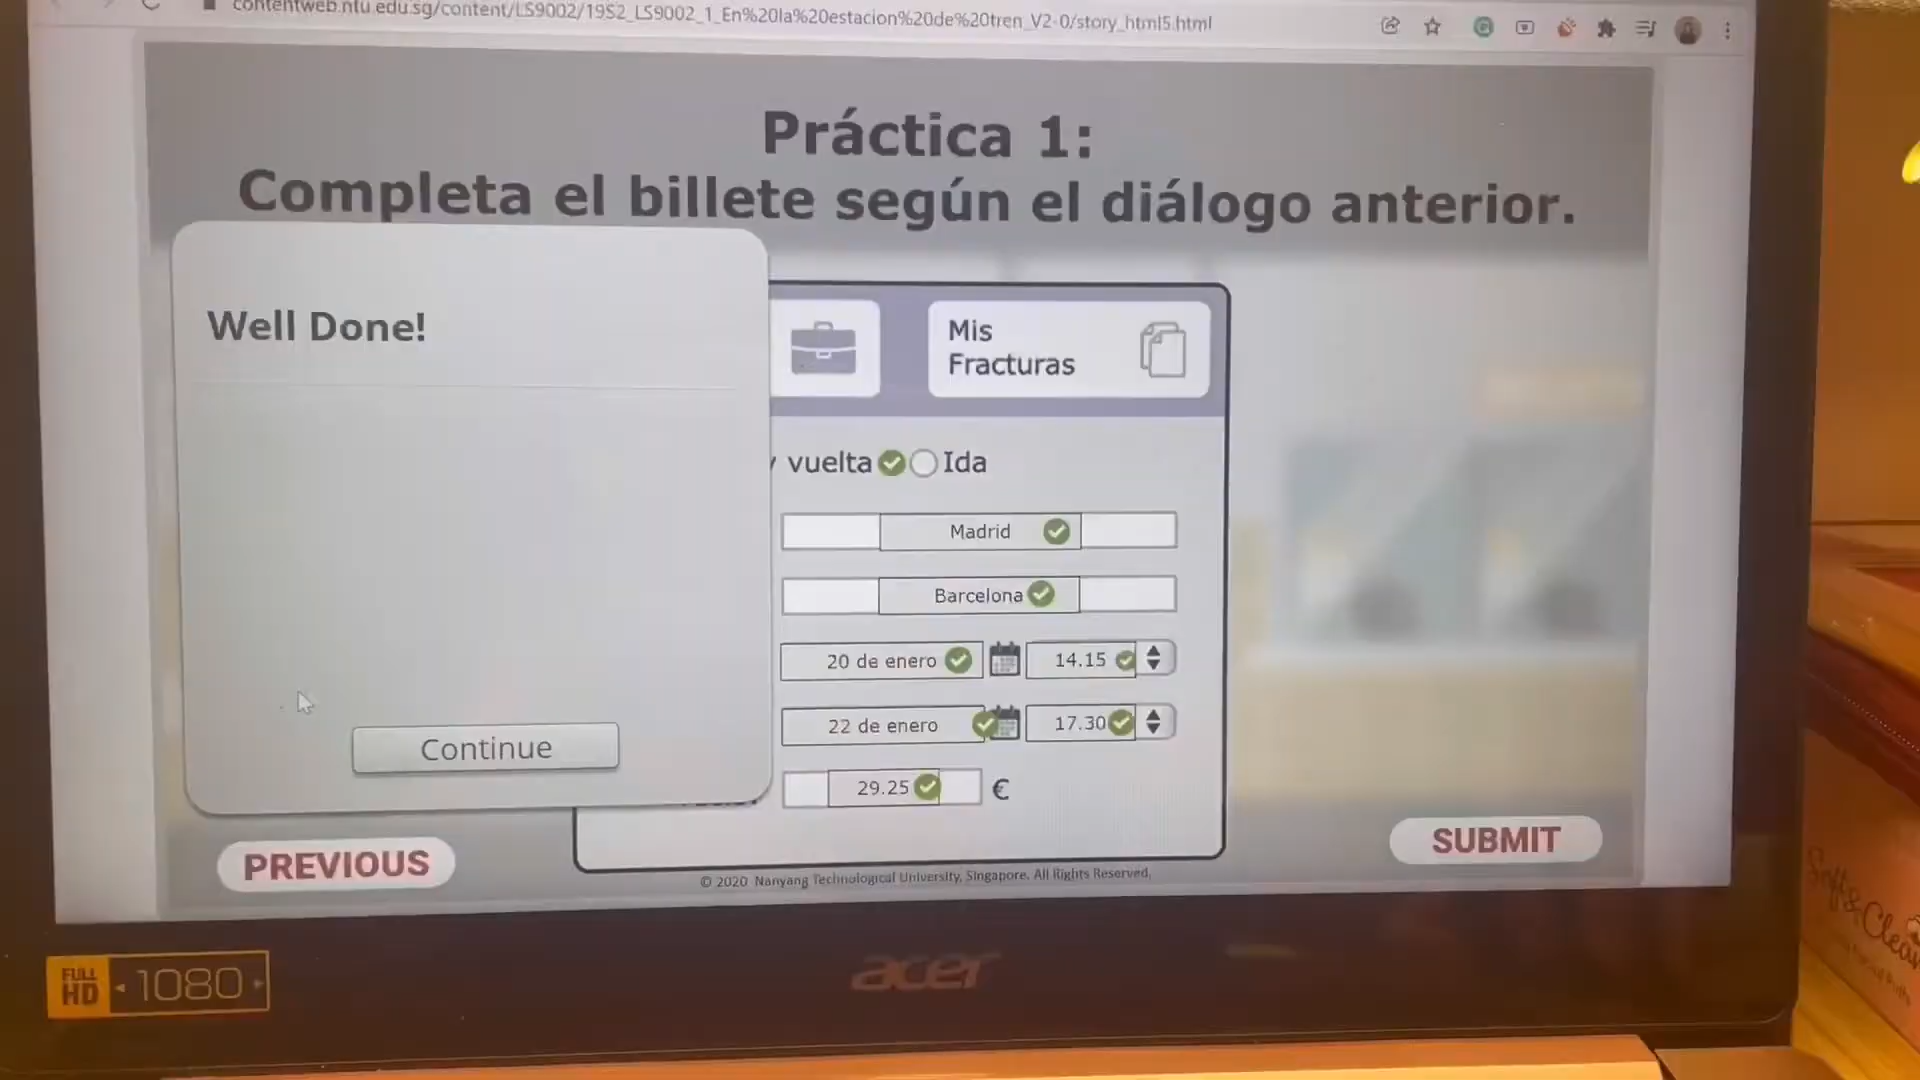 contentweb.ntu.edu.sg/content/LS9002/19S2_LS9002_1_En%20la%20estacion%20de%20tren_V2-0/story_html5.html
Práctica 1:
Completa el billete según el diálogo anterior.
Well Done!
Mis
Fracturas
y vuelta Ida
Madrid
Barcelona
20 de enero 14.15
22 de enero 17.30
29.25 €
Continue
PREVIOUS
SUBMIT
© 2020 Nanyang Technological University, Singapore. All Rights Reserved.
FULL HD 1080
acer
Soft & Clean